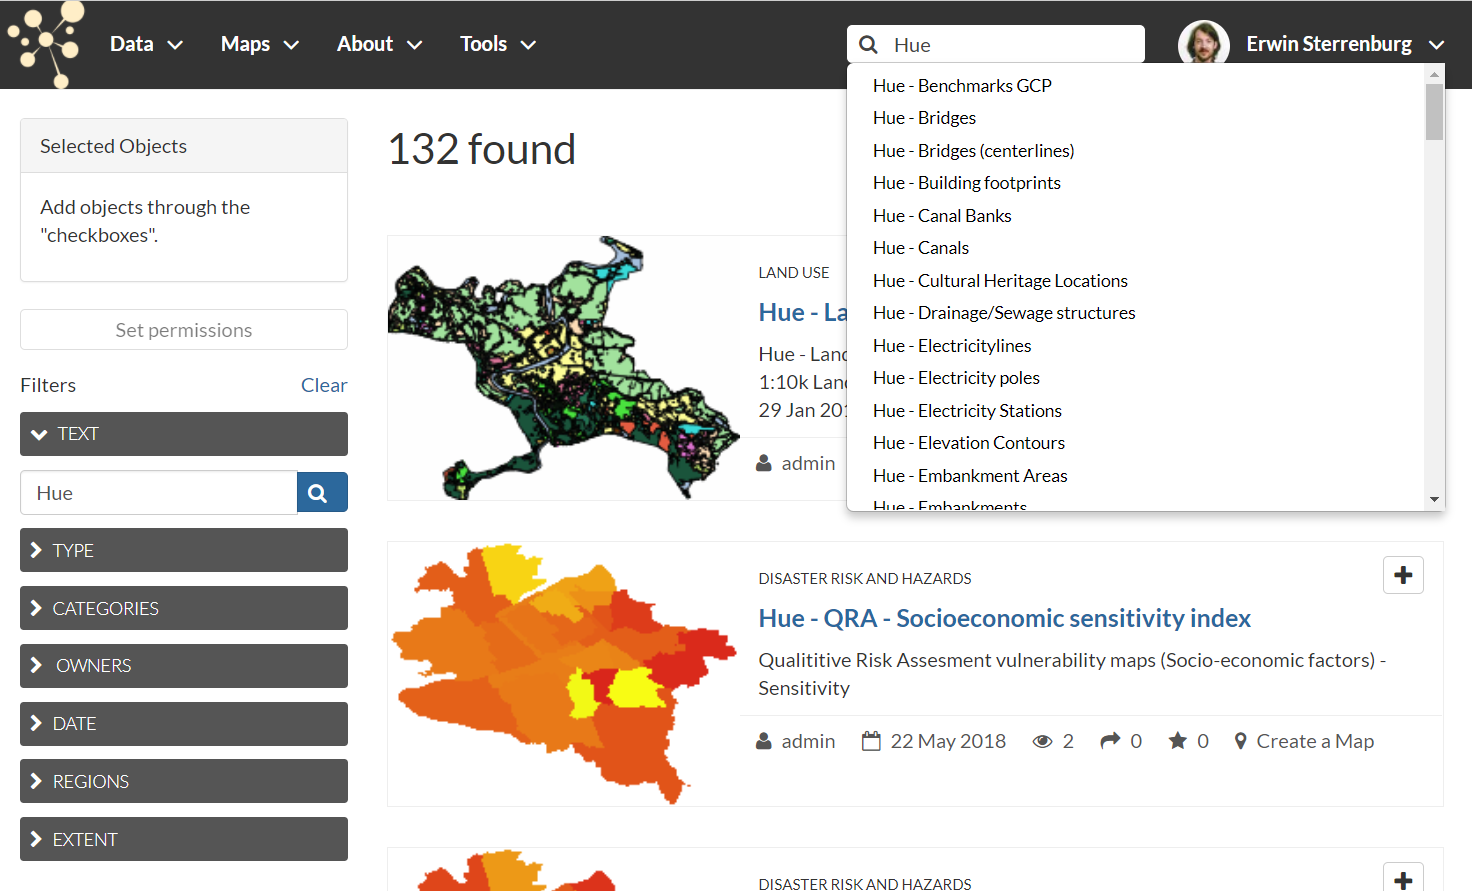 Data
Maps
About
Tools
Hue
Erwin Sterrenburg
Hue - Benchmarks GCP
Hue - Bridges
Hue - Bridges (centerlines)
Hue - Building footprints
Hue - Canal Banks
Hue - Canals
Hue - Cultural Heritage Locations
Hue - Drainage/Sewage structures
Hue - Electricitylines
Hue - Electricity poles
Hue - Electricity Stations
Hue - Elevation Contours
Hue - Embankment Areas
Hue - Embankments
Selected Objects
Add objects through the
"checkboxes".
Set permissions
Filters
Clear
TEXT
Hue
TYPE
CATEGORIES
OWNERS
DATE
REGIONS
EXTENT
132 found
LAND USE
Hue - La
Hue - Land
1:10k Lan
29 Jan 201
admin
DISASTER RISK AND HAZARDS
Hue - QRA - Socioeconomic sensitivity index
Qualititive Risk Assesment vulnerability maps (Socio-economic factors) -
Sensitivity
admin 22 May 2018 2 0 0 Create a Map
DISASTER RISK AND HAZARDS